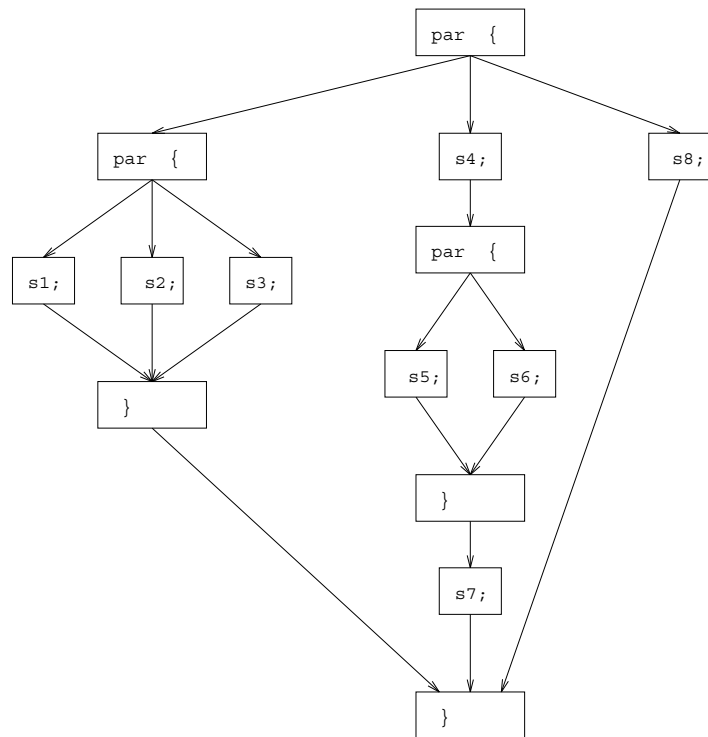 par {
par {
s4;
s8;
par {
s1;
s2;
s3;
s5;
s6;
}
}
s7;
}